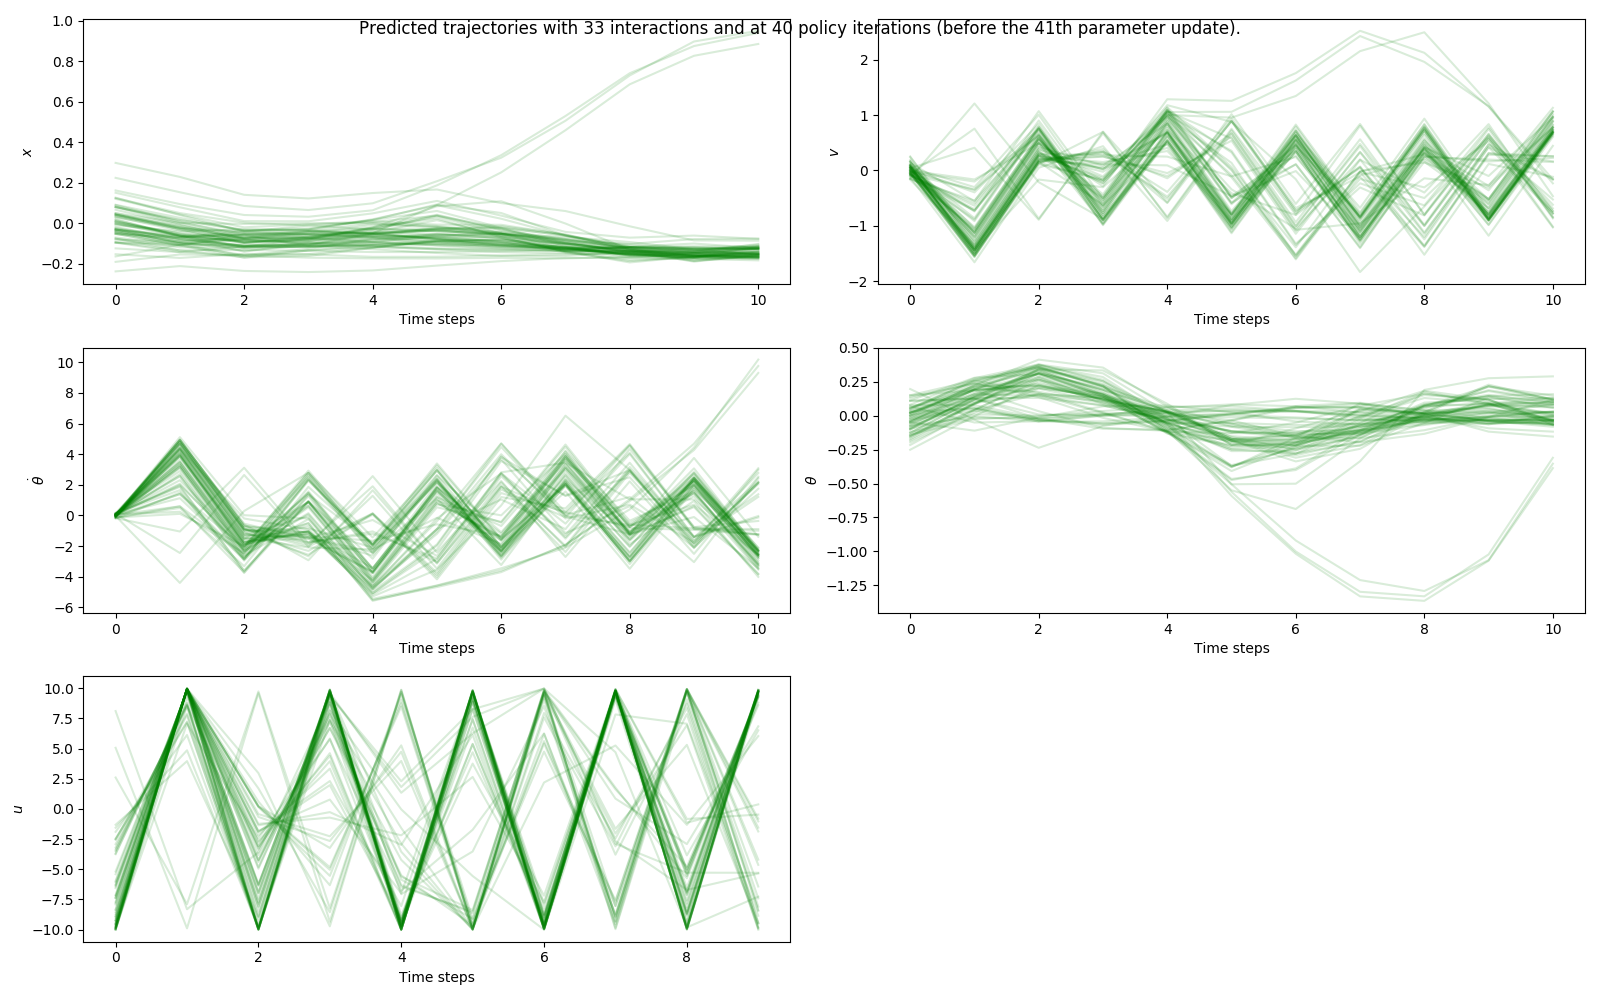 Predicted trajectories with 33 interactions and at 40 policy iterations (before the 41th parameter update).
1.0
0.8
0.6
0.4
0.2
0.0
−0.2
x
0 2 4 6 8 10
Time steps
2
1
0
−1
−2
v
0 2 4 6 8 10
Time steps
10
8
6
4
2
0
−2
−4
−6
θ̇
0 2 4 6 8 10
Time steps
0.50
0.25
0.00
−0.25
−0.50
−0.75
−1.00
−1.25
θ
0 2 4 6 8 10
Time steps
10.0
7.5
5.0
2.5
0.0
−2.5
−5.0
−7.5
−10.0
u
0 2 4 6 8
Time steps